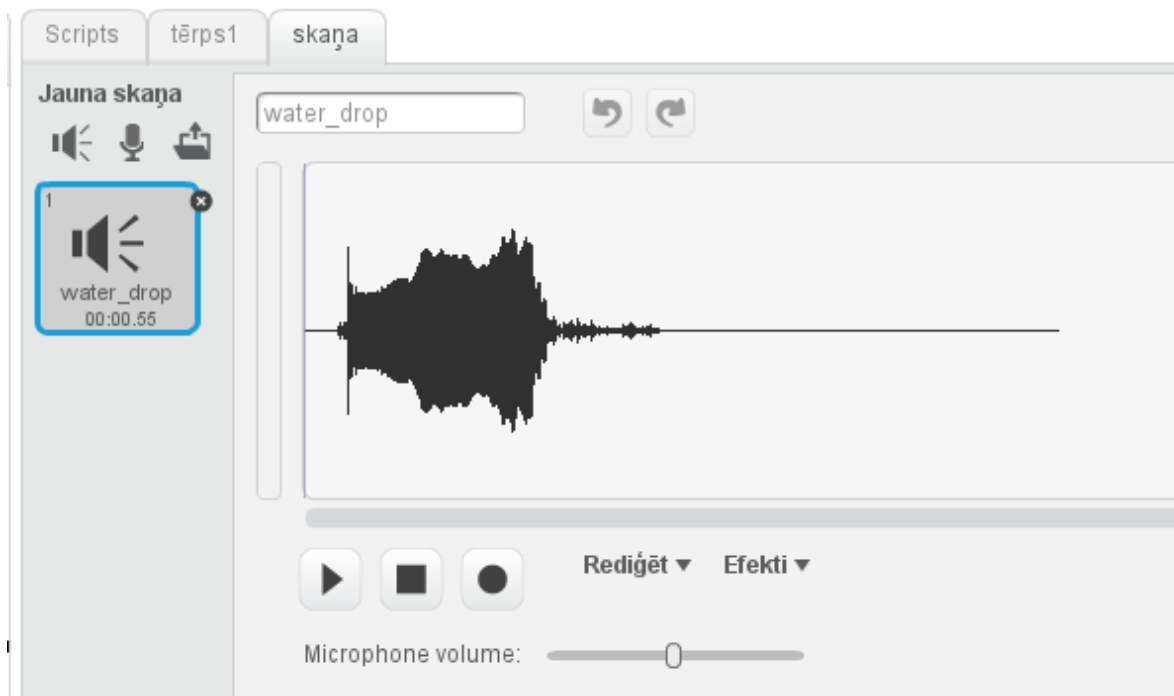 Scripts tērps1 skaņa
Jauna skaņa
water_drop
1
water_drop
00:00.55
Rediģēt Efekti
Microphone volume: